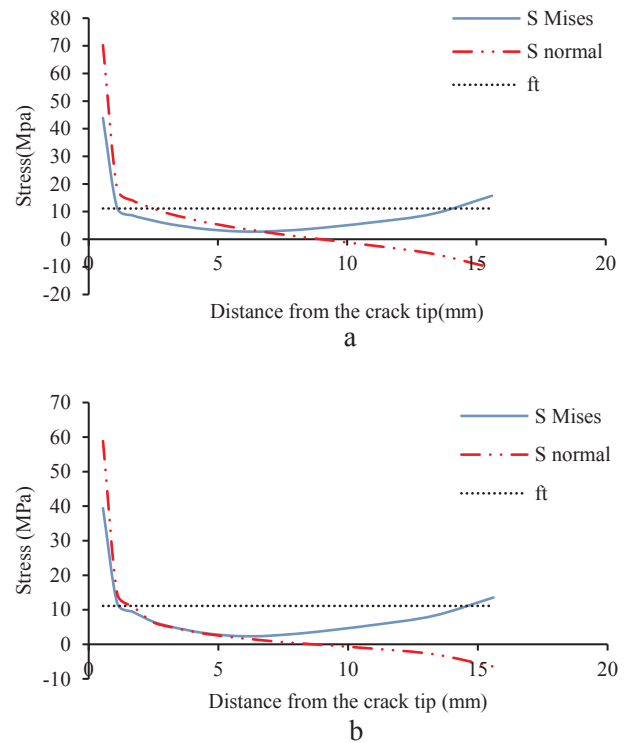 80
70
60
50
40
30
20
10
0
-10
-20
Stress(Mpa)
S Mises
S normal
ft
0 5 10 15 20
Distance from the crack tip(mm)
a
70
60
50
40
30
20
10
0
-10
Stress (MPa)
S Mises
S normal
ft
0 5 10 15 20
Distance from the crack tip (mm)
b